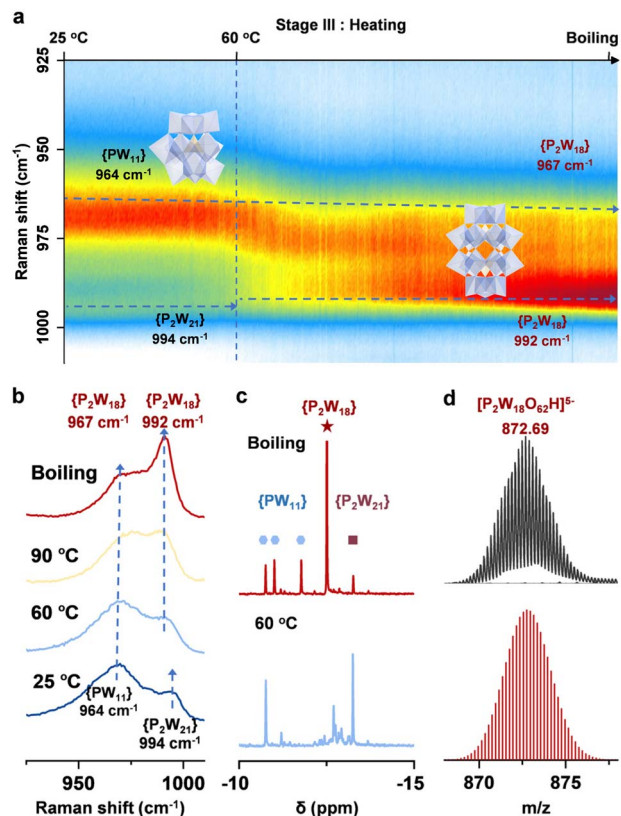 a
Stage III : Heating
25 °C
60 °C
Boiling
925
950
975
1000
Raman shift (cm⁻¹)
{PW₁₁}
964 cm⁻¹
{P₂W₁₈}
967 cm⁻¹
{P₂W₂₁}
994 cm⁻¹
{P₂W₁₈}
992 cm⁻¹
b
{P₂W₁₈}
967 cm⁻¹
{P₂W₁₈}
992 cm⁻¹
Boiling
90 °C
60 °C
25 °C
{PW₁₁}
964 cm⁻¹
{P₂W₂₁}
994 cm⁻¹
950
1000
Raman shift (cm⁻¹)
c
{P₂W₁₈}
Boiling
{PW₁₁}
{P₂W₂₁}
60 °C
-10
-15
δ (ppm)
d
[P₂W₁₈O₆₂H]⁵⁻
872.69
870
875
m/z